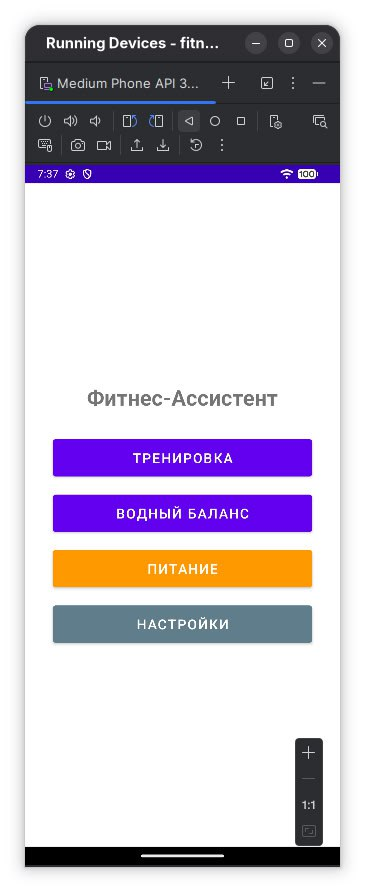 Running Devices - fitn...
Medium Phone API 3...
7:37
100
Фитнес-Ассистент
ТРЕНИРОВКА
ВОДНЫЙ БАЛАНС
ПИТАНИЕ
НАСТРОЙКИ
1:1